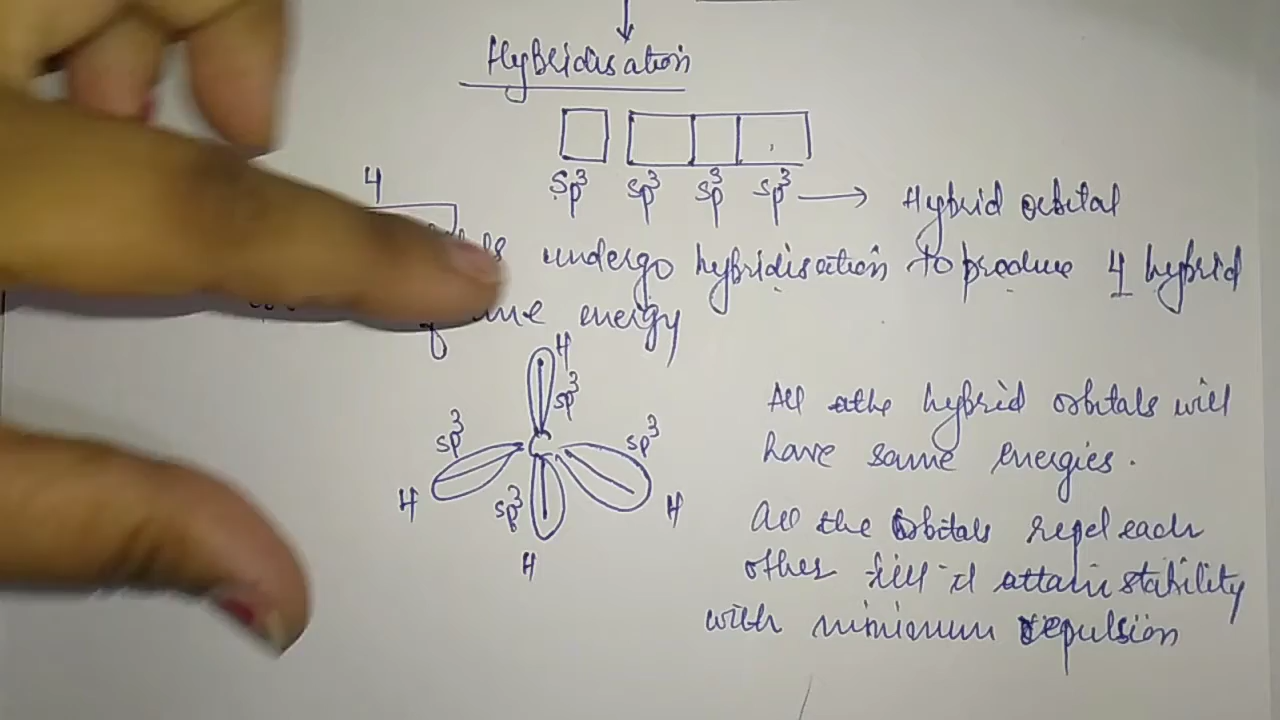 Hybridisation
sp³ sp³ sp³ sp³ → Hybrid orbital
4
undergo hybridisation to produce 4 hybrid
energy
H
sp³
sp³ C sp³
H sp³ H
H
All the hybrid orbitals will
have same energies.
All the Orbitals repel each
other till it attain stability
with minimum repulsion